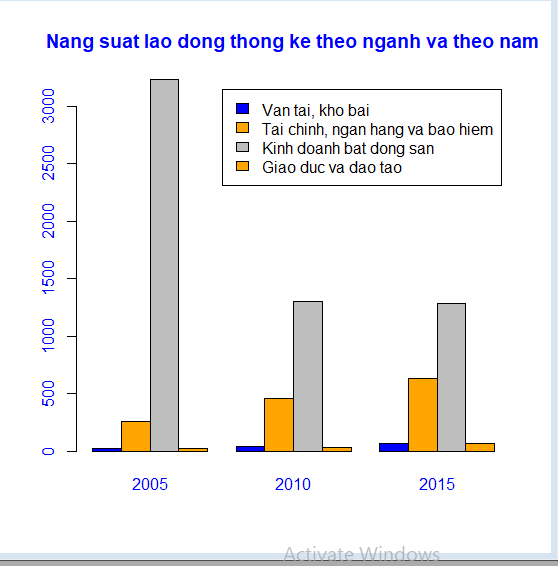 Nang suat lao dong thong ke theo nganh va theo nam
3000
2500
2000
1500
1000
500
0
Van tai, kho bai
Tai chinh, ngan hang va bao hiem
Kinh doanh bat dong san
Giao duc va dao tao
2005 2010 2015
Activate Windows